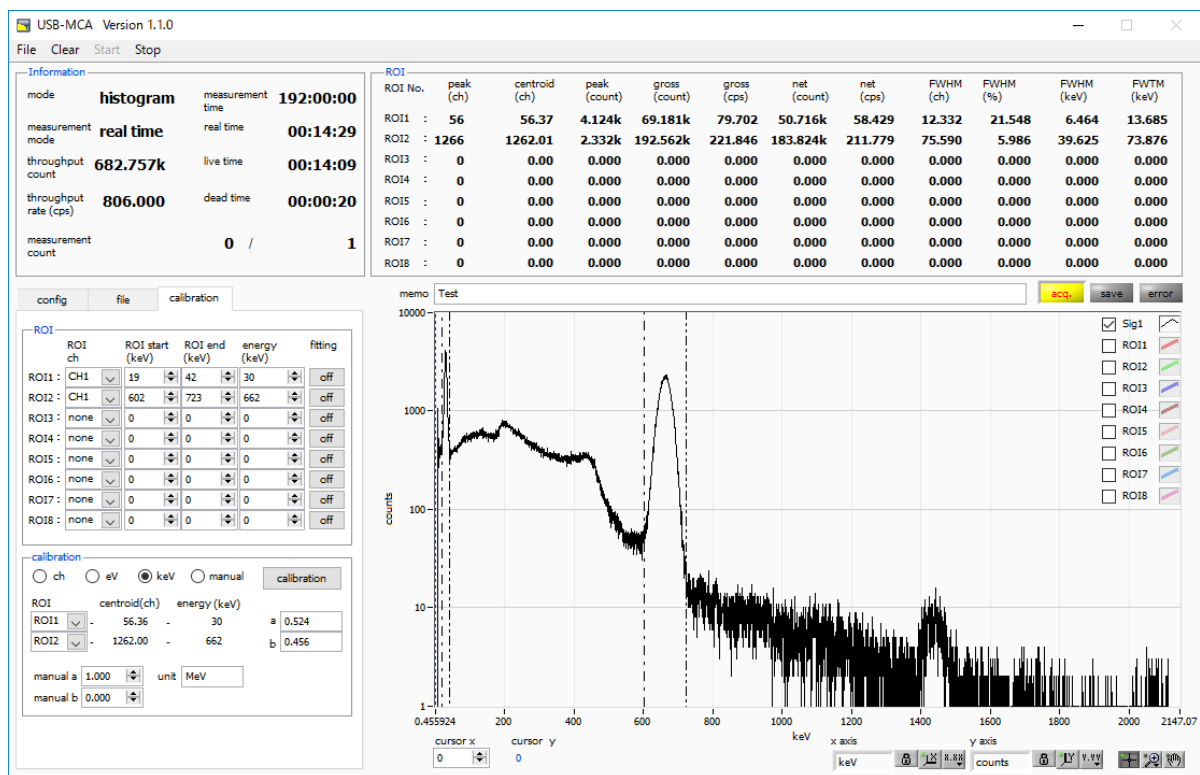 USB-MCA Version 1.1.0
File Clear Start Stop
Information
mode histogram measurement time 192:00:00
measurement mode real time real time 00:14:29
throughput count 682.757k live time 00:14:09
throughput rate (cps) 806.000 dead time 00:00:20
measurement count 0 / 1
ROI
ROI No. peak (ch) centroid (ch) peak (count) gross (count) gross (cps) net (count) net (cps) FWHM (ch) FWHM (%) FWHM (keV) FWTM (keV)
ROI1 : 56 56.37 4.124k 69.181k 79.702 50.716k 58.429 12.332 21.548 6.464 13.685
ROI2 : 1266 1262.01 2.332k 192.562k 221.846 183.824k 211.779 75.590 5.986 39.625 73.876
ROI3 : 0 0.00 0.000 0.000 0.000 0.000 0.000 0.000 0.000 0.000 0.000
ROI4 : 0 0.00 0.000 0.000 0.000 0.000 0.000 0.000 0.000 0.000 0.000
ROI5 : 0 0.00 0.000 0.000 0.000 0.000 0.000 0.000 0.000 0.000 0.000
ROI6 : 0 0.00 0.000 0.000 0.000 0.000 0.000 0.000 0.000 0.000 0.000
ROI7 : 0 0.00 0.000 0.000 0.000 0.000 0.000 0.000 0.000 0.000 0.000
ROI8 : 0 0.00 0.000 0.000 0.000 0.000 0.000 0.000 0.000 0.000 0.000
config file calibration
ROI
ROI ch ROI start (keV) ROI end (keV) energy (keV) fitting
ROI1 : CH1 19 42 30 off
ROI2 : CH1 602 723 662 off
ROI3 : none 0 0 0 off
ROI4 : none 0 0 0 off
ROI5 : none 0 0 0 off
ROI6 : none 0 0 0 off
ROI7 : none 0 0 0 off
ROI8 : none 0 0 0 off
calibration
ch eV keV manual calibration
ROI centroid(ch) energy (keV)
ROI1 - 56.36 - 30 a 0.524
ROI2 - 1262.00 - 662 b 0.456
manual a 1.000 unit MeV
manual b 0.000
memo Test acq. save error
10000
1000
100
10
1
counts
Sig1
ROI1
ROI2
ROI3
ROI4
ROI5
ROI6
ROI7
ROI8
0.455924 200 400 600 800 1000 1200 1400 1600 1800 2000 2147.07
keV
cursor x cursor y x axis y axis
0 0 keV X X.XX counts Y Y.YY